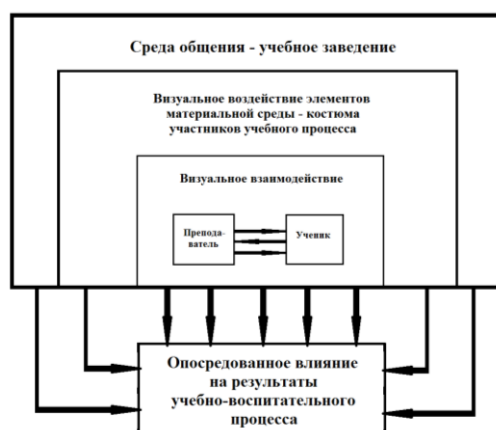 Среда общения - учебное заведение
Визуальное воздействие элементов
материальной среды - костюма
участников учебного процесса
Визуальное взаимодействие
Препода-
ватель
Ученик
Опосредованное влияние
на результаты
учебно-воспитательного
процесса